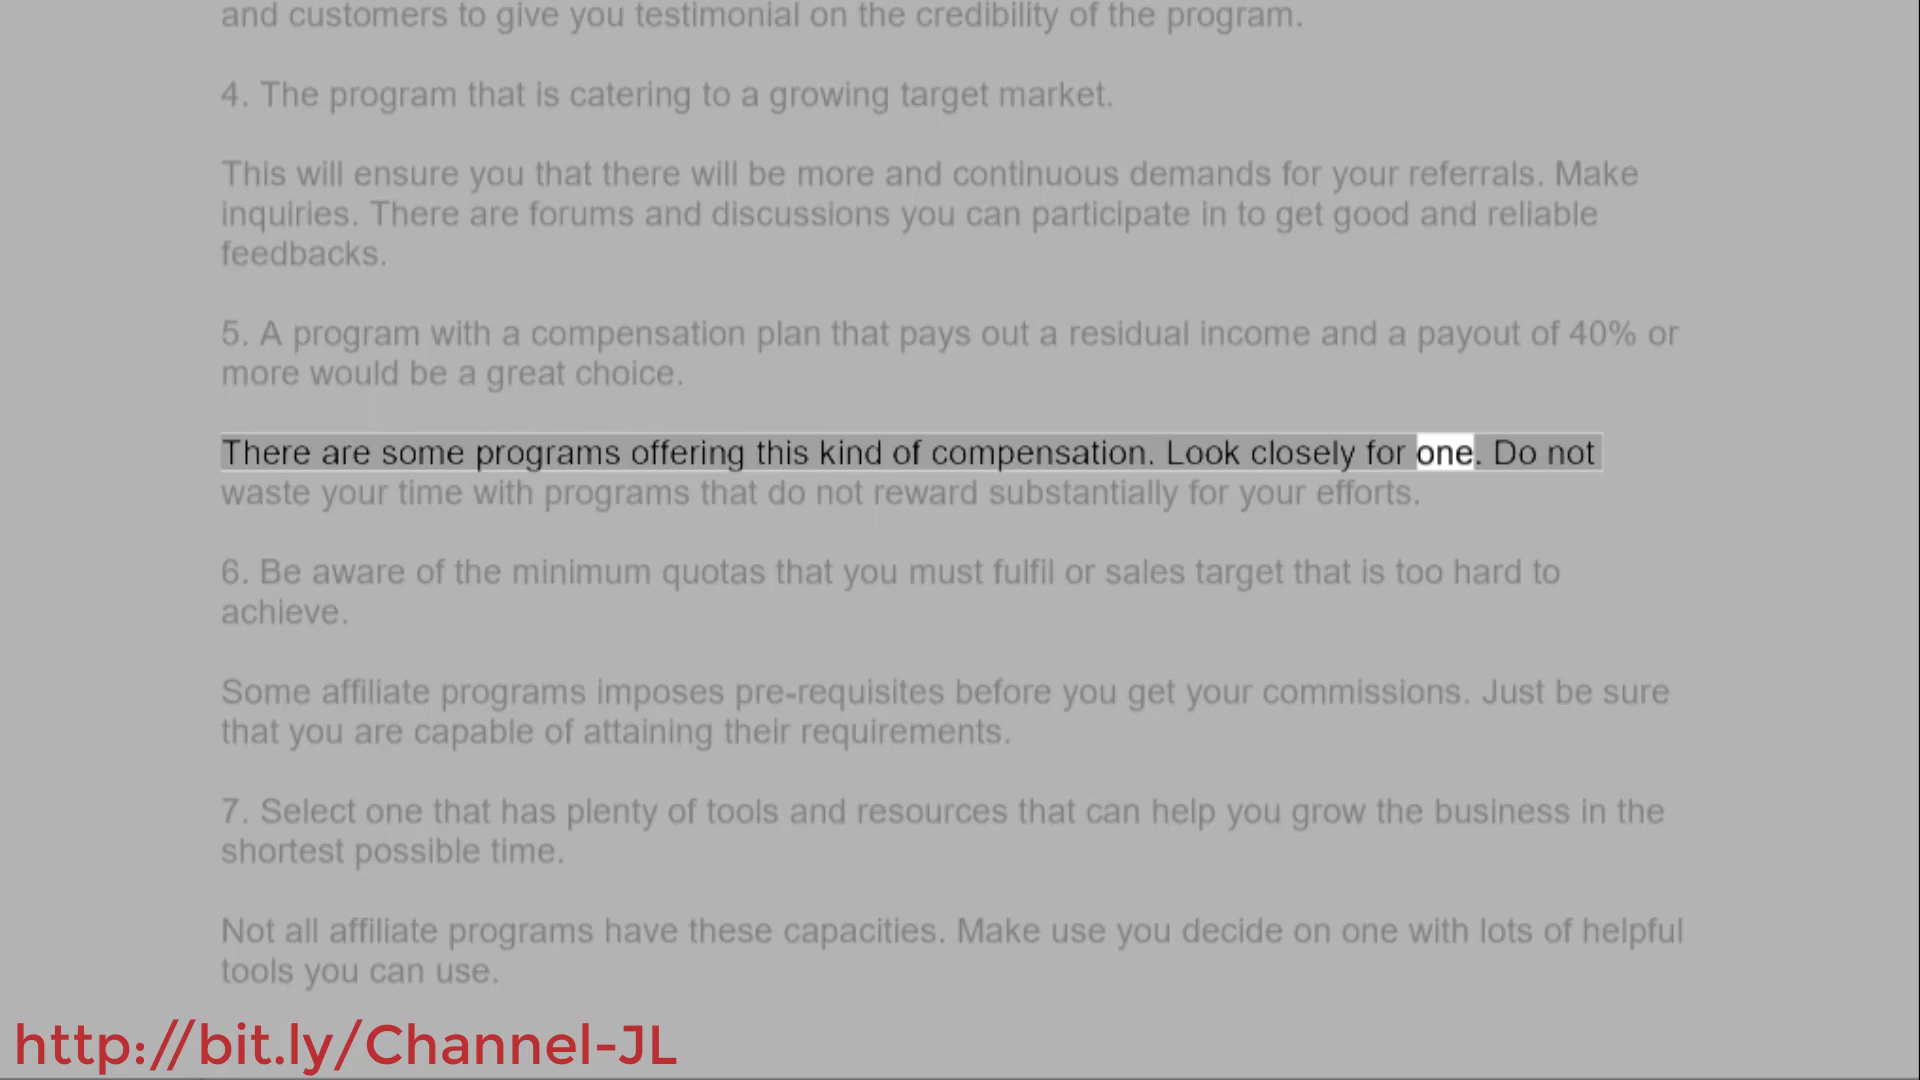 and customers to give you testimonial on the credibility of the program.
4. The program that is catering to a growing target market.
This will ensure you that there will be more and continuous demands for your referrals. Make
inquiries. There are forums and discussions you can participate in to get good and reliable
feedbacks.
5. A program with a compensation plan that pays out a residual income and a payout of 40% or
more would be a great choice.
There are some programs offering this kind of compensation. Look closely for one. Do not
waste your time with programs that do not reward substantially for your efforts.
6. Be aware of the minimum quotas that you must fulfil or sales target that is too hard to
achieve.
Some affiliate programs imposes pre-requisites before you get your commissions. Just be sure
that you are capable of attaining their requirements.
7. Select one that has plenty of tools and resources that can help you grow the business in the
shortest possible time.
Not all affiliate programs have these capacities. Make use you decide on one with lots of helpful
tools you can use.
http://bit.ly/Channel-JL